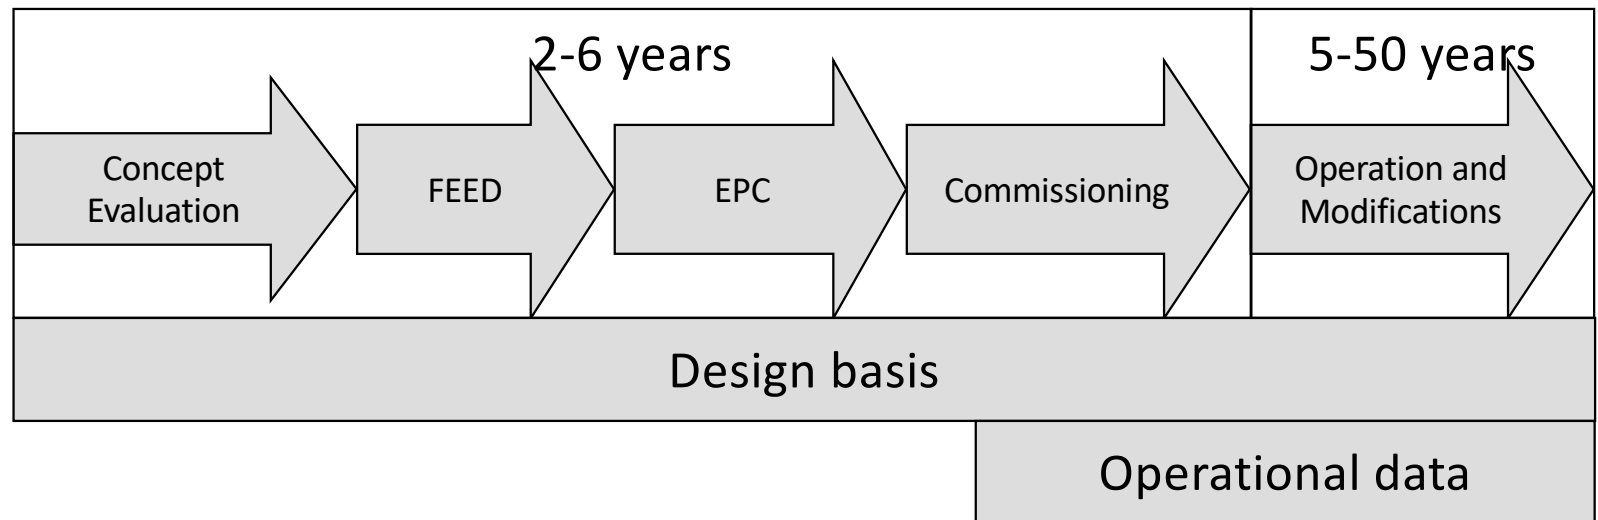 2-6 years
5-50 years
Concept
Evaluation
FEED
EPC
Commissioning
Operation and
Modifications
Design basis
Operational data